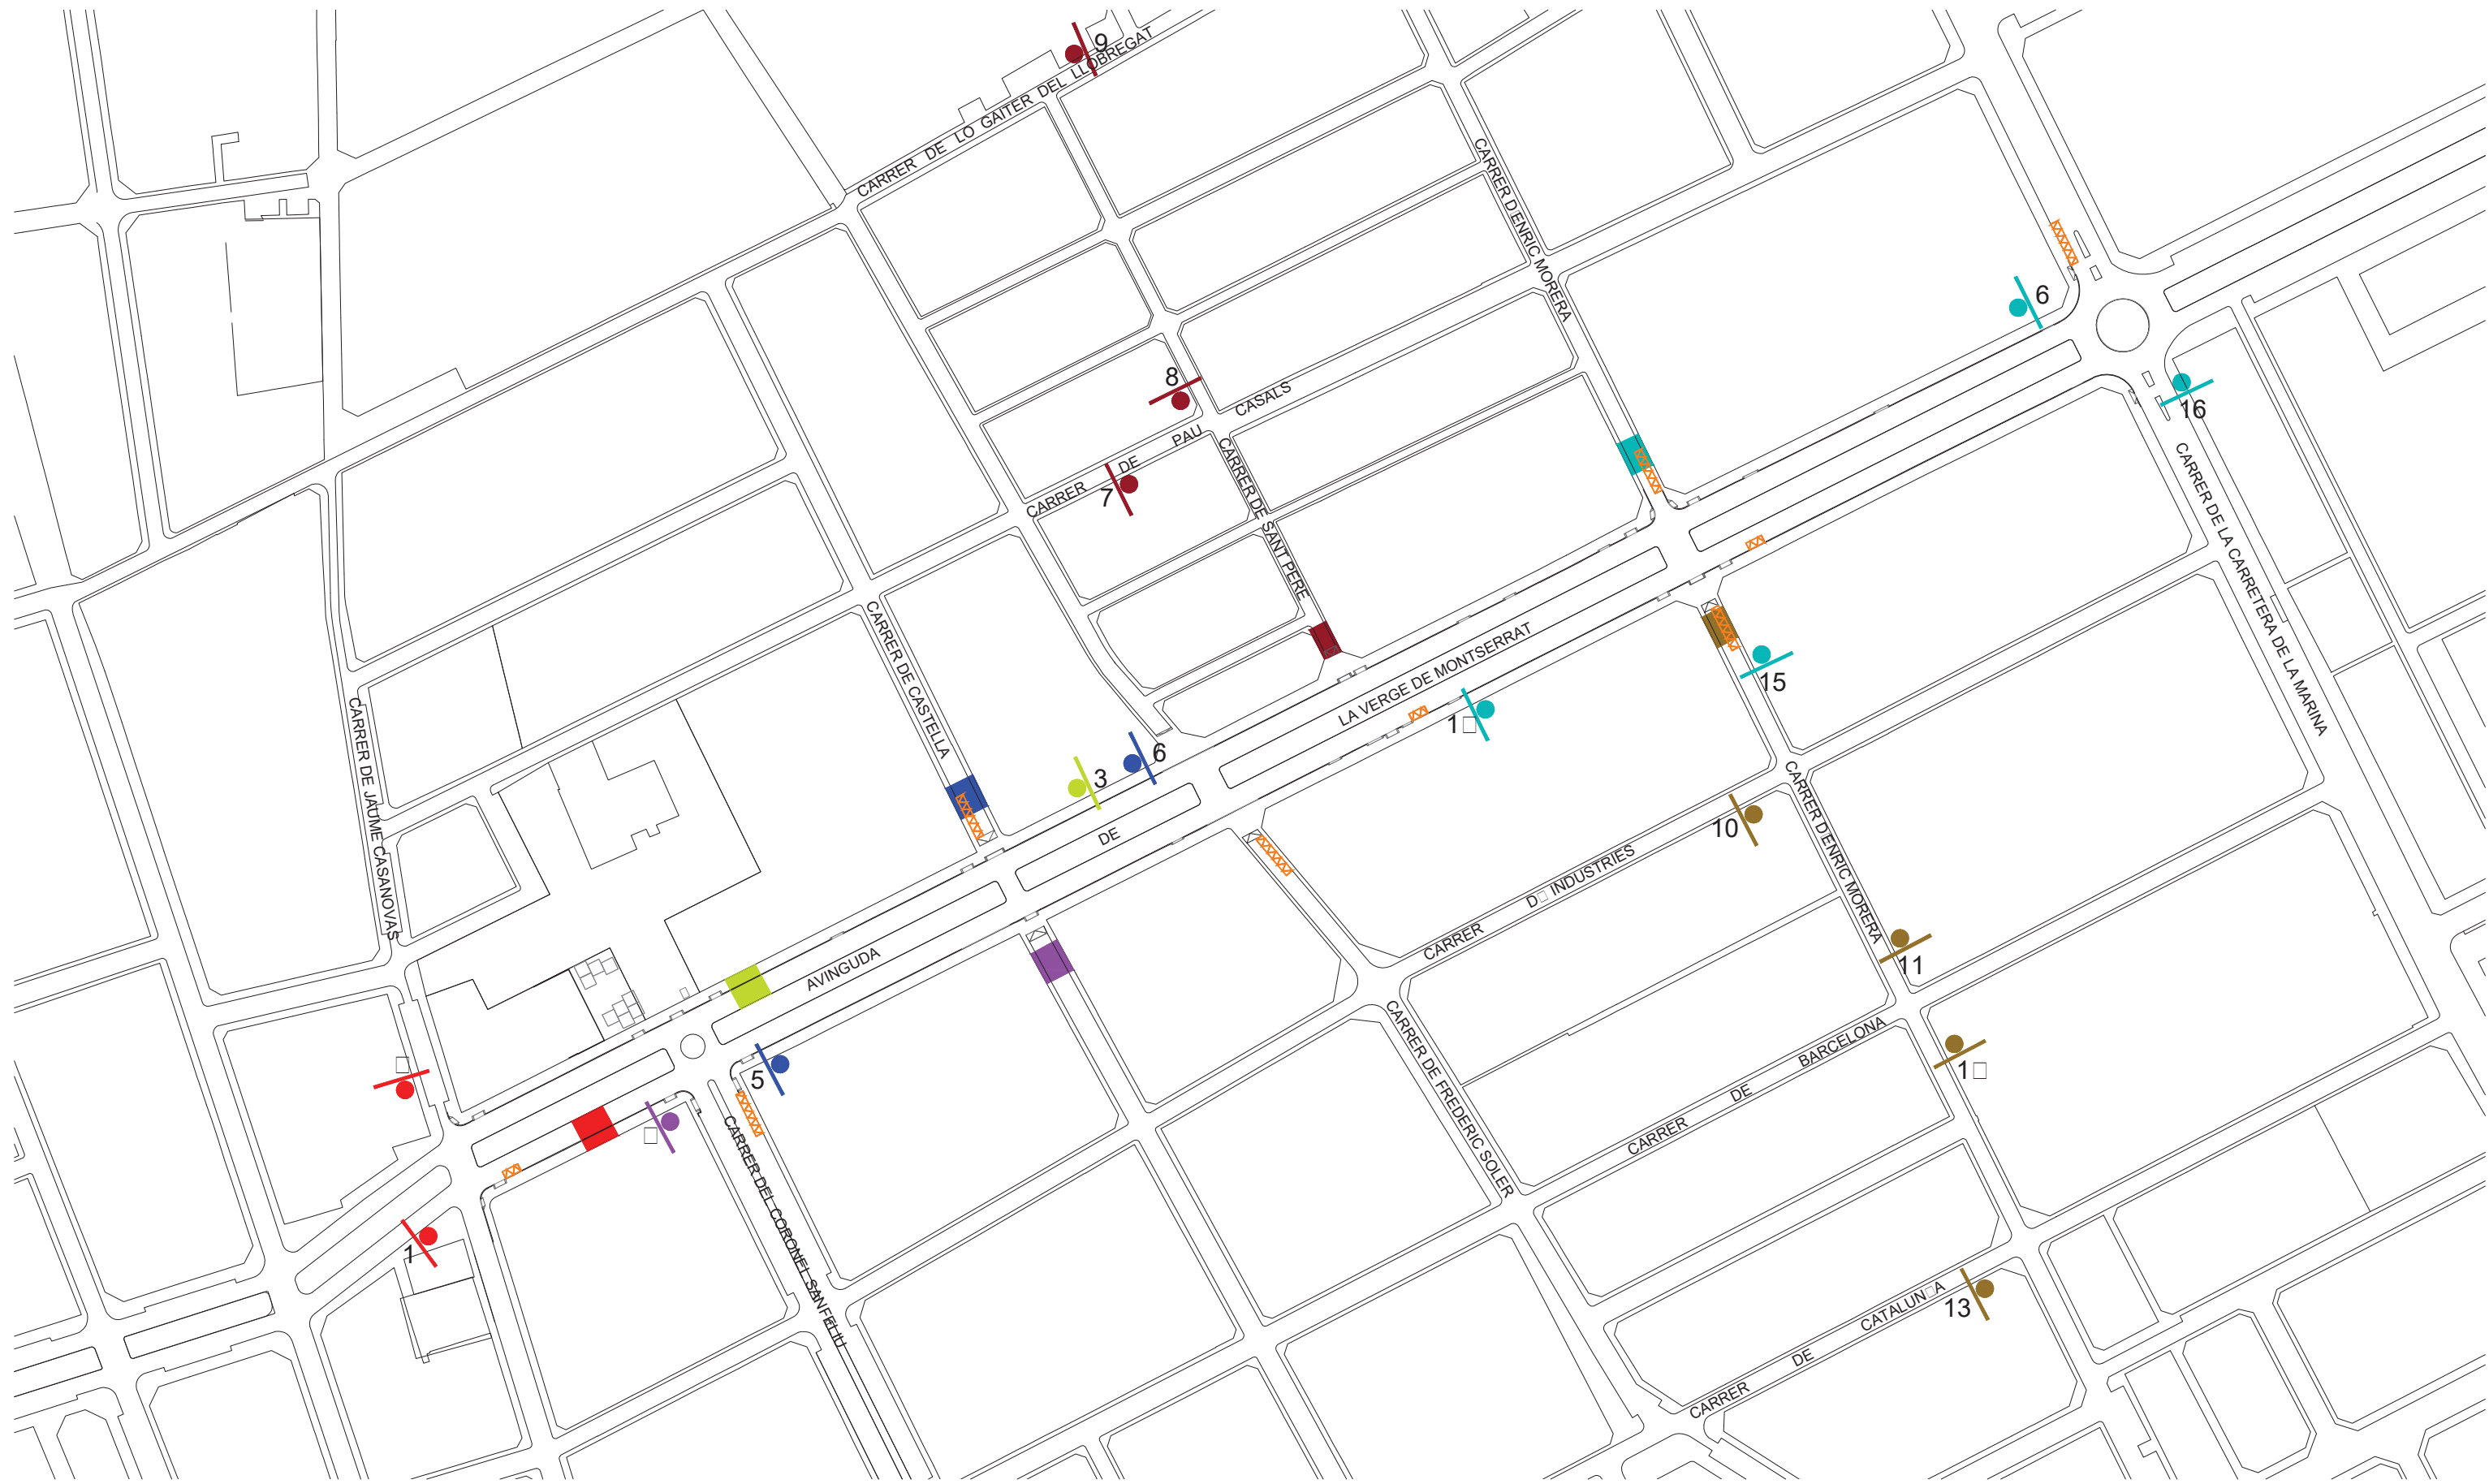 9
CARRER DE LO GAITER DEL LLOBREGAT
CARRER D'ENRIC MORERA
6
8
16
CASALS
CARRER DE PAU
7
CARRER DE SANT PERE
CARRER DE LA CARRETERA DE LA MARINA
CARRER DE CASTELLA
LA VERGE DE MONTSERRAT
15
1□
CARRER DE JAUME CASANOVAS
6
3
DE
10
CARRER D'ENRIC MORERA
CARRER D□ INDUSTRIES
AVINGUDA
11
5
□
□
CARRER DE FREDERIC SOLER
CARRER DE BARCELONA
1□
CARRER DEL CORONEL SANFELIU
1
13
CARRER DE CATALUN□A